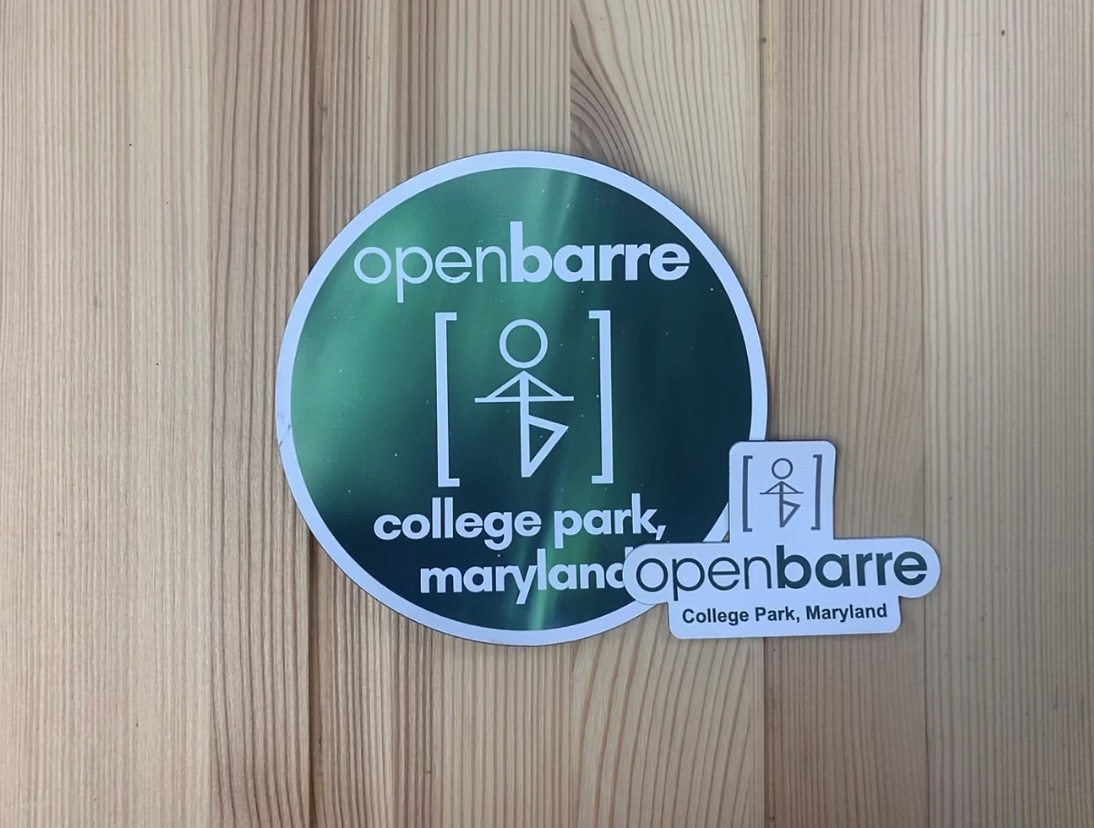 openbarre
college park,
maryland
openbarre
College Park, Maryland